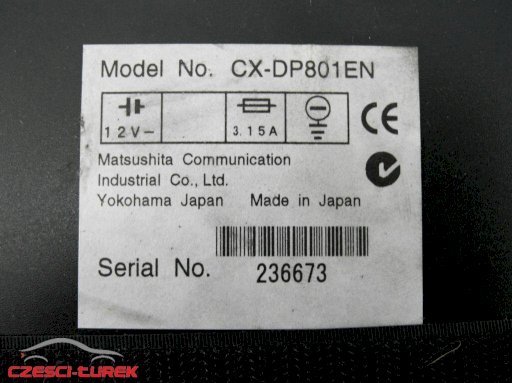 Model No. CX-DP801EN
12V⎓ 3.15A CE
Matsushita Communication
Industrial Co., Ltd.
Yokohama Japan Made in Japan
Serial No. 236673
CZESCI-TUREK